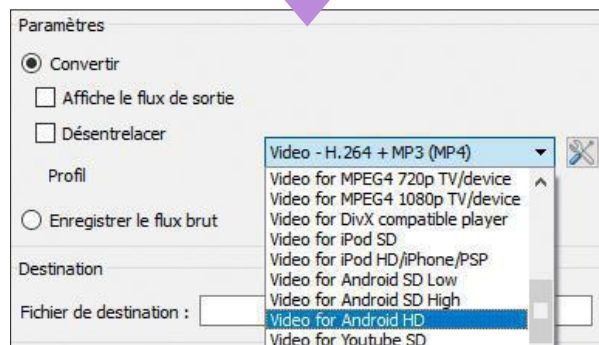 Paramètres
Convertir
Affiche le flux de sortie
Désentrelacer
Profil
Video - H.264 + MP3 (MP4)
Video for MPEG4 720p TV/device
Video for MPEG4 1080p TV/device
Video for DivX compatible player
Video for iPod SD
Video for iPod HD/iPhone/PSP
Video for Android SD Low
Video for Android SD High
Video for Android HD
Video for Youtube SD
Enregistrer le flux brut
Destination
Fichier de destination :